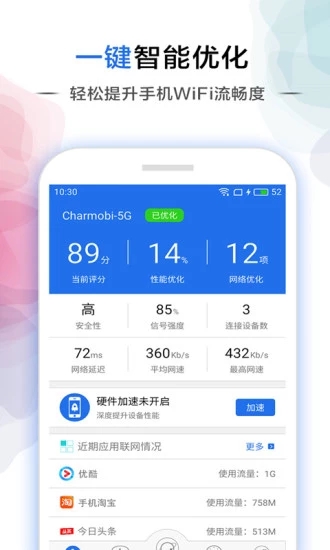 一键智能优化
轻松提升手机WiFi流畅度
10:30 52
Charmobi-5G 已优化
89分 14% 12项
当前评分 性能优化 网络优化
高 85% 3
安全性 信号强度 连接设备数
72ms 360Kb/s 432Kb/s
网络延迟 平均网速 最高网速
硬件加速未开启
深度提升设备性能
加速
近期应用联网情况 更多
优酷 使用流量：1G
手机淘宝 使用流量：758M
今日头条 使用流量：513M